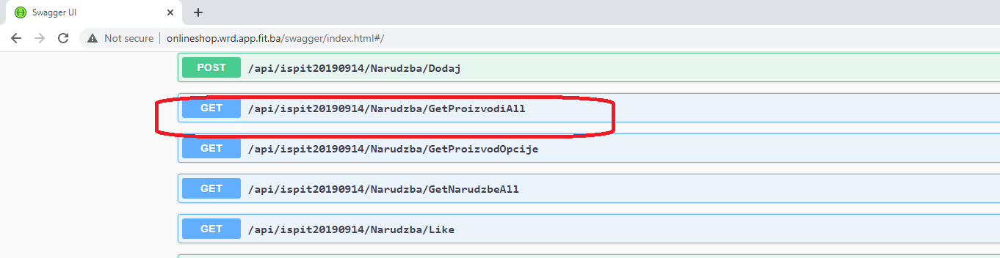 Swagger UI
Not secure onlineshop.wrd.app.fit.ba/swagger/index.html#/
POST /api/ispit20190914/Narudzba/Dodaj
GET /api/ispit20190914/Narudzba/GetProizvodiAll
GET /api/ispit20190914/Narudzba/GetProizvodOpcije
GET /api/ispit20190914/Narudzba/GetNarudzbeAll
GET /api/ispit20190914/Narudzba/Like